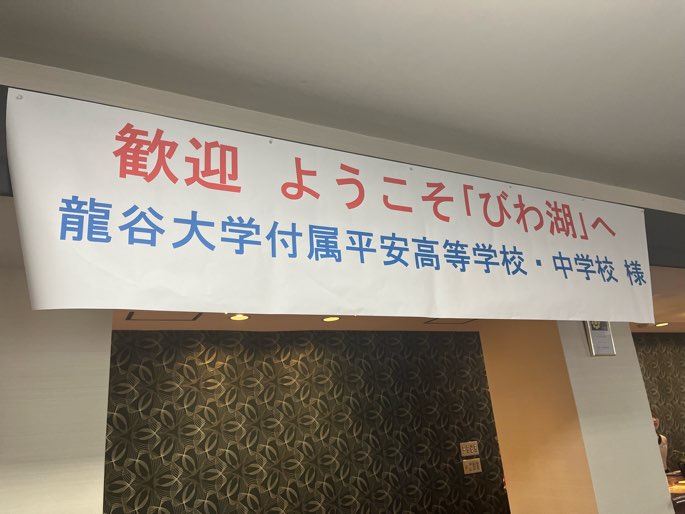 歓迎 ようこそ「びわ湖」へ
龍谷大学付属平安高等学校・中学校 様